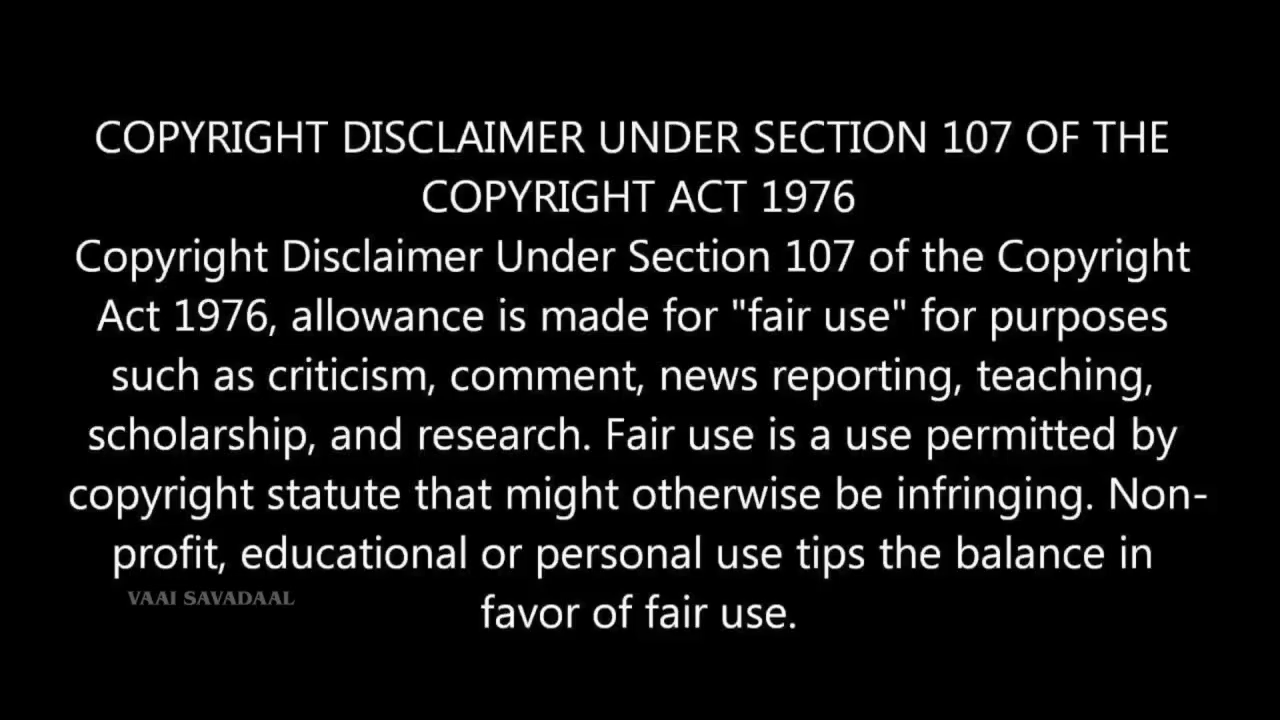 COPYRIGHT DISCLAIMER UNDER SECTION 107 OF THE
COPYRIGHT ACT 1976
Copyright Disclaimer Under Section 107 of the Copyright
Act 1976, allowance is made for "fair use" for purposes
such as criticism, comment, news reporting, teaching,
scholarship, and research. Fair use is a use permitted by
copyright statute that might otherwise be infringing. Non-
profit, educational or personal use tips the balance in
VAAI SAVADAAL
favor of fair use.